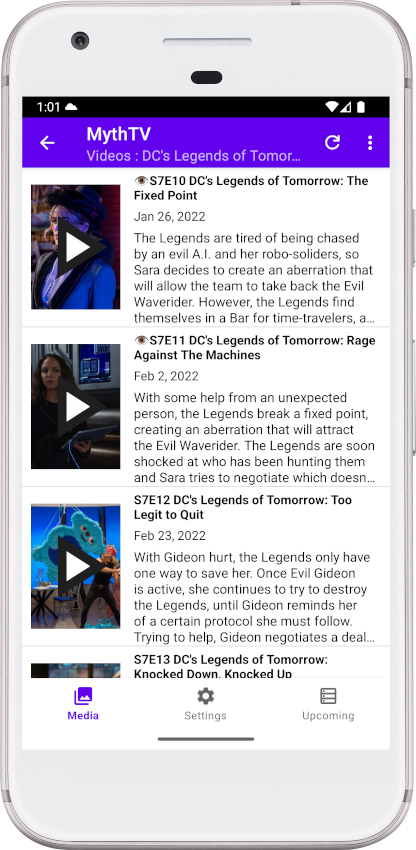 1:01
MythTV
Videos : DC's Legends of Tomor...
👁S7E10 DC's Legends of Tomorrow: The
Fixed Point
Jan 26, 2022
The Legends are tired of being chased
by an evil A.I. and her robo-soliders, so
Sara decides to create an aberration that
will allow the team to take back the Evil
Waverider. However, the Legends find
themselves in a Bar for time-travelers, a...
👁S7E11 DC's Legends of Tomorrow: Rage
Against The Machines
Feb 2, 2022
With some help from an unexpected
person, the Legends break a fixed point,
creating an aberration that will attract
the Evil Waverider. The Legends are soon
shocked at who has been hunting them
and Sara tries to negotiate which doesn...
S7E12 DC's Legends of Tomorrow: Too
Legit to Quit
Feb 23, 2022
With Gideon hurt, the Legends only have
one way to save her. Once Evil Gideon
is active, she continues to try to destroy
the Legends, until Gideon reminds her
of a certain protocol she must follow.
Trying to help, Gideon negotiates a deal...
S7E13 DC's Legends of Tomorrow:
Knocked Down, Knocked Up
Media
Settings
Upcoming